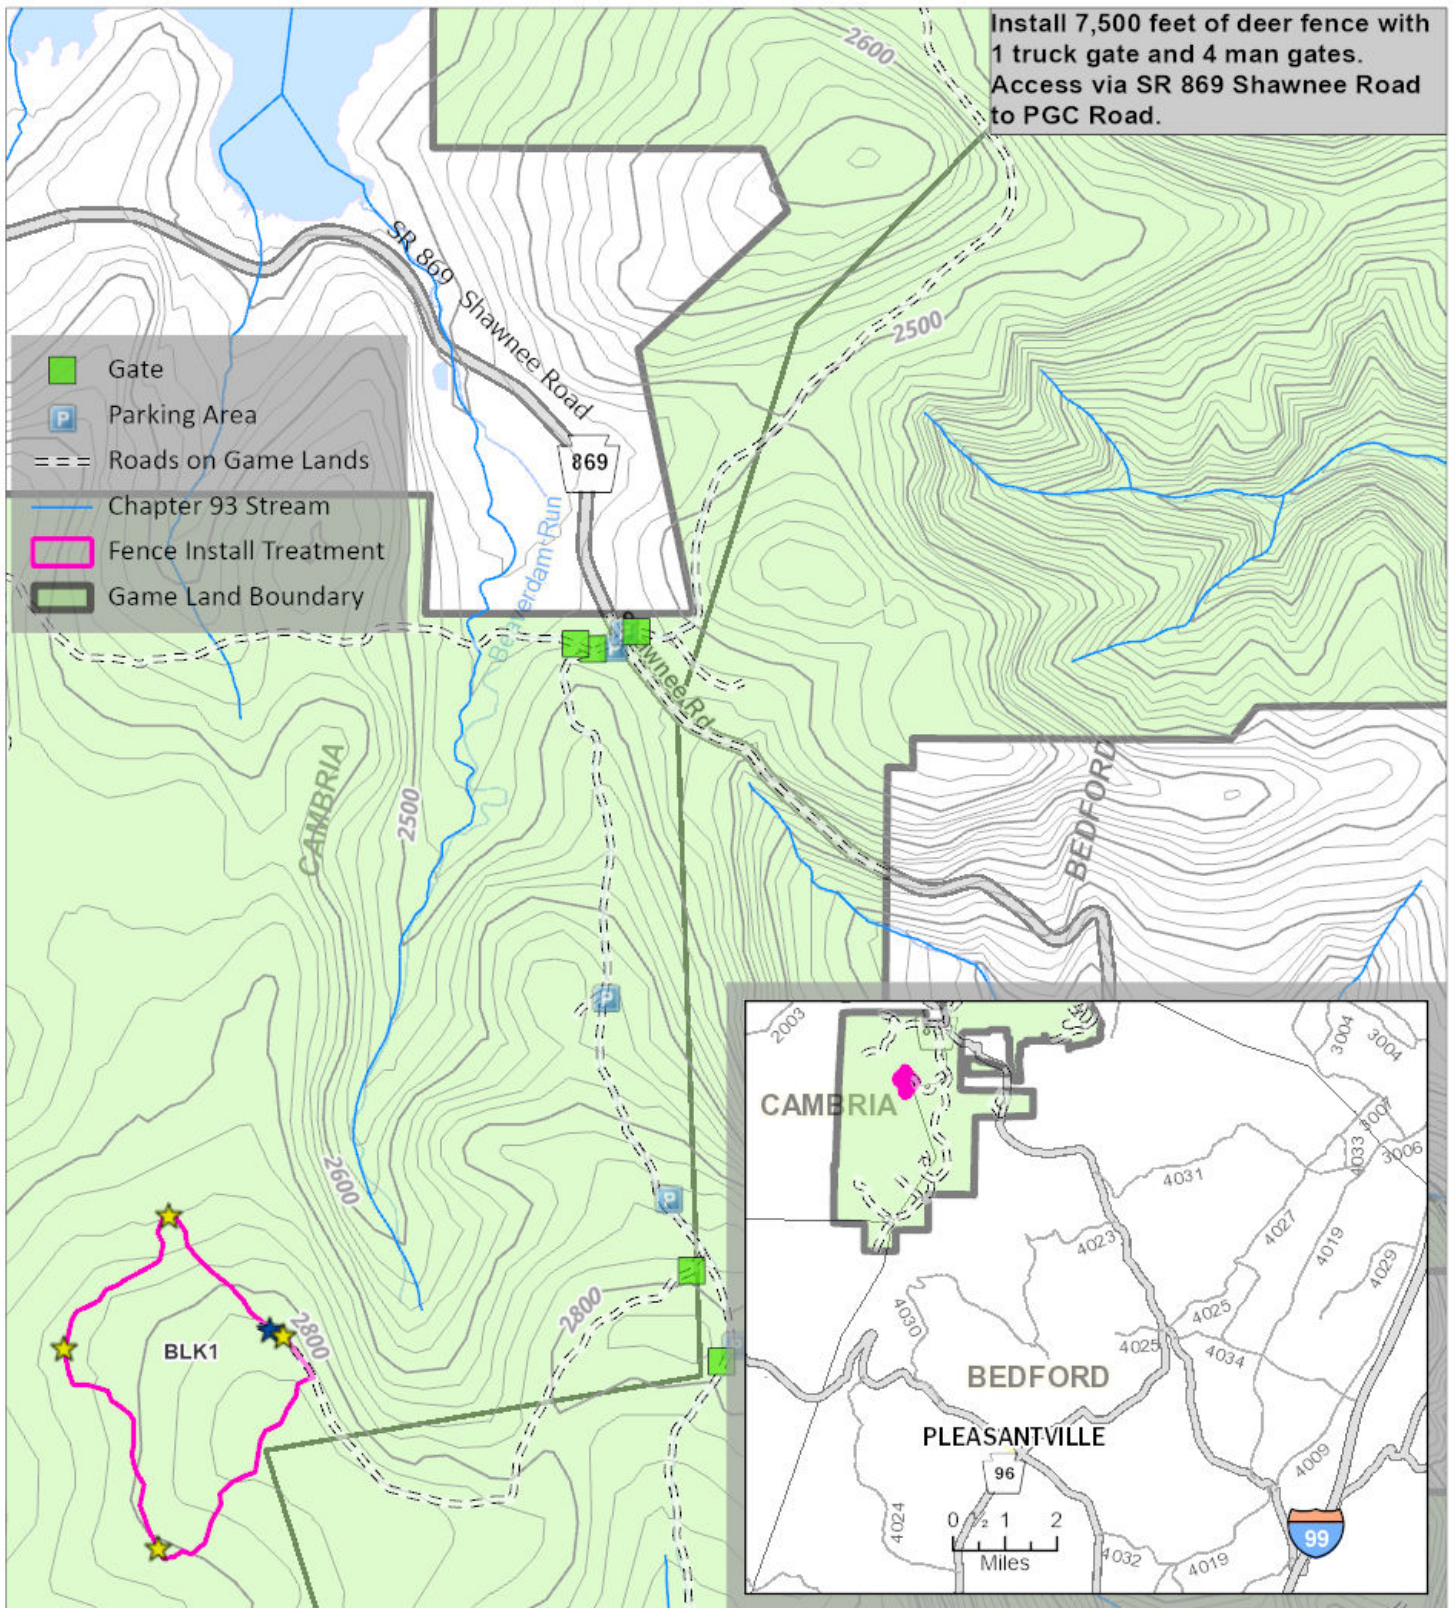 Install 7,500 feet of deer fence with
1 truck gate and 4 man gates.
Access via SR 869 Shawnee Road
to PGC Road.
2600
SR 869 Shawnee Road
2500
869
Gate
Parking Area
Roads on Game Lands
Chapter 93 Stream
Fence Install Treatment
Game Land Boundary
Beaverdam Run
P
Shawnee Rd
CAMBRIA
2500
BEDFORD
P
2600
P
2800
2800
BLK1
2003
3004
3004
CAMBRIA
3007
4033
3006
4031
4027
4019
4023
4029
4030
4025
4025
4034
BEDFORD
PLEASANTVILLE
96
4009
0 ½ 1 2
Miles
4024
4032
4019
99